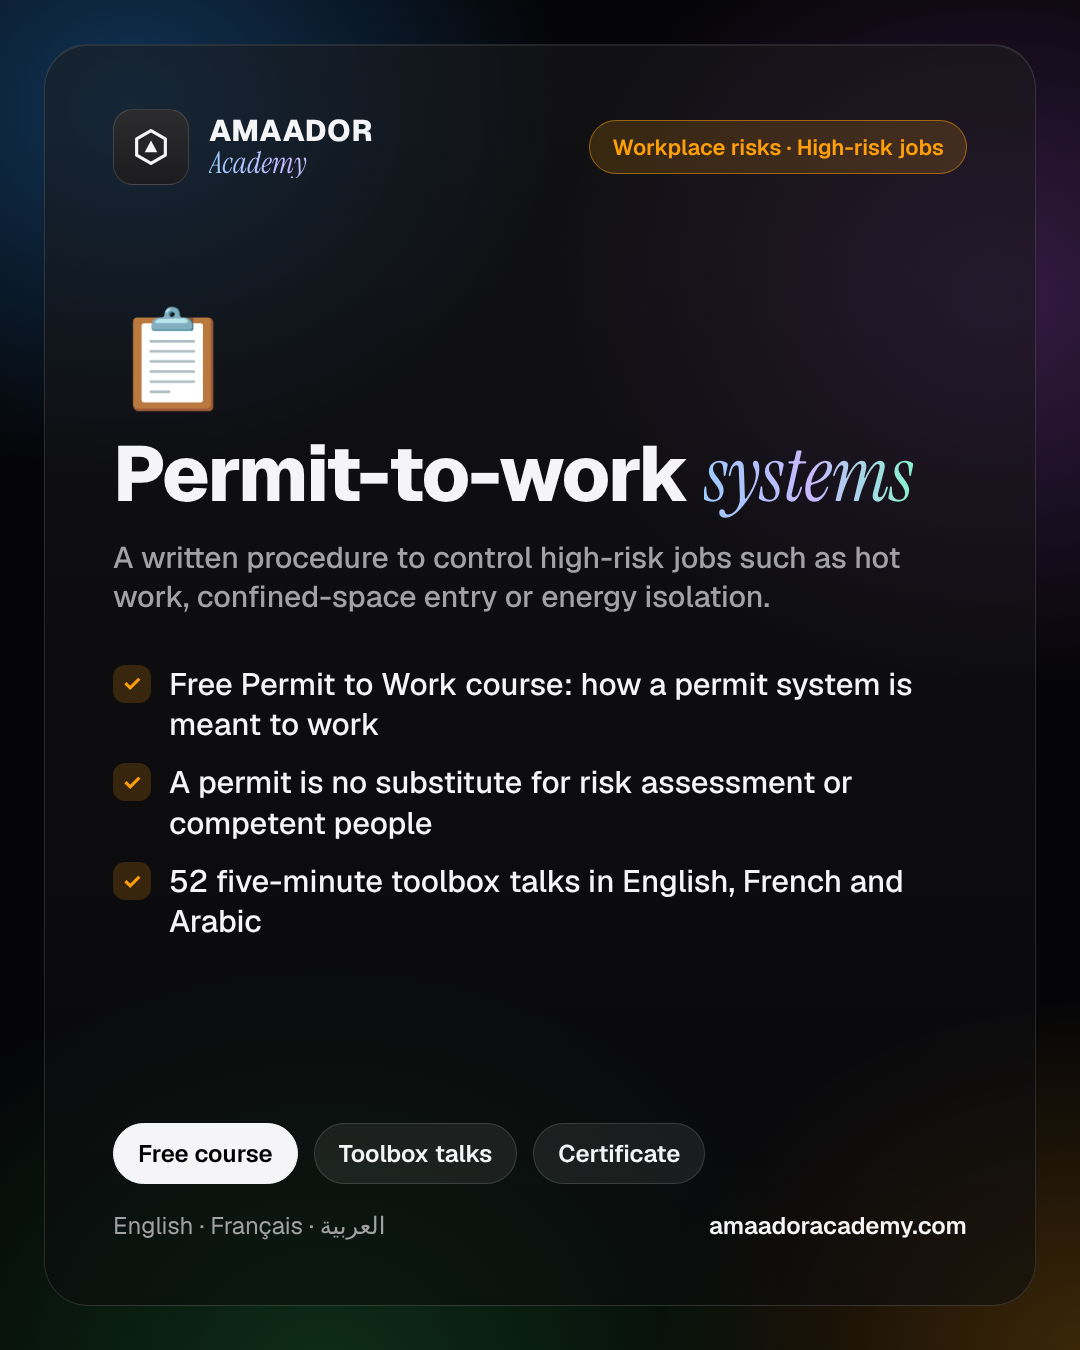 AMAADOR
Academy
Workplace risks · High-risk jobs
Permit-to-work systems
A written procedure to control high-risk jobs such as hot
work, confined-space entry or energy isolation.
Free Permit to Work course: how a permit system is
meant to work
A permit is no substitute for risk assessment or
competent people
52 five-minute toolbox talks in English, French and
Arabic
Free course
Toolbox talks
Certificate
English · Français · العربية
amaadoracademy.com